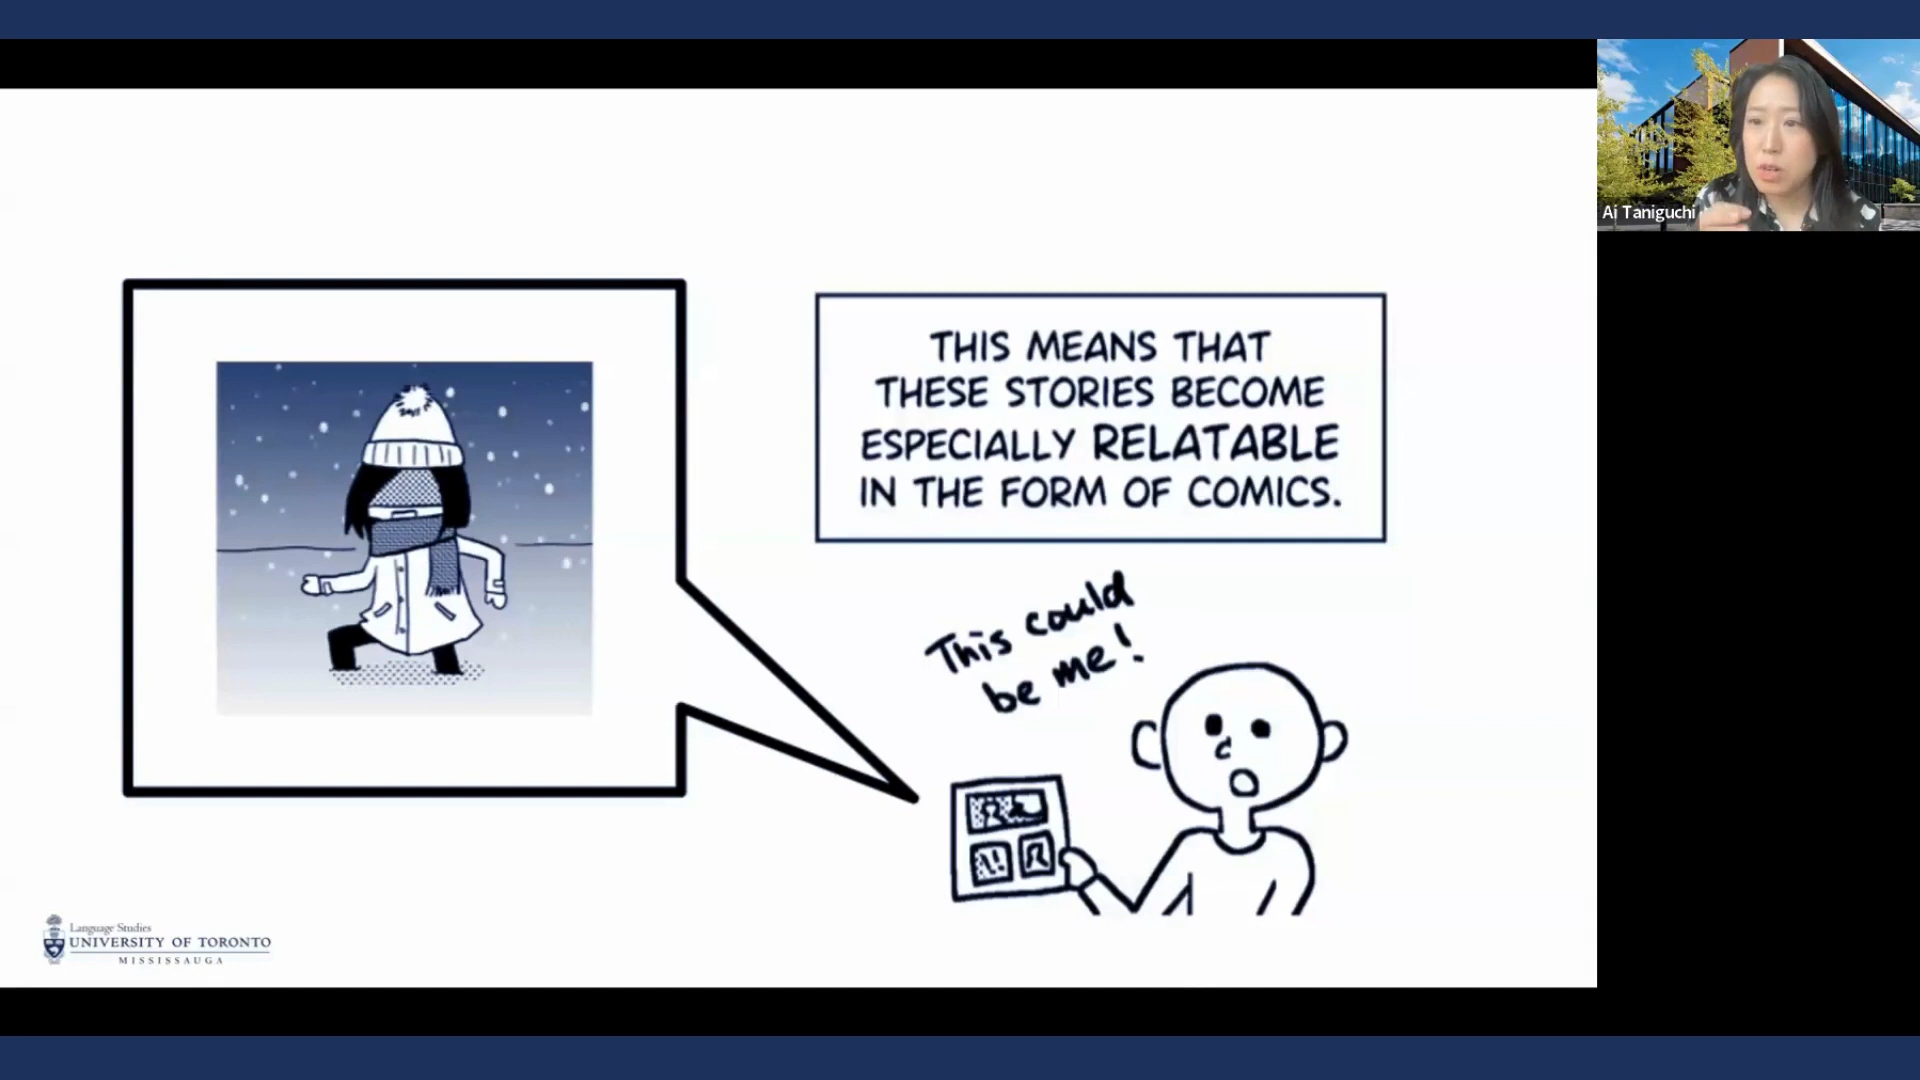 Ai Taniguchi
THIS MEANS THAT
THESE STORIES BECOME
ESPECIALLY RELATABLE
IN THE FORM OF COMICS.
This could
be me!
Language Studies
UNIVERSITY OF TORONTO
MISSISSAUGA